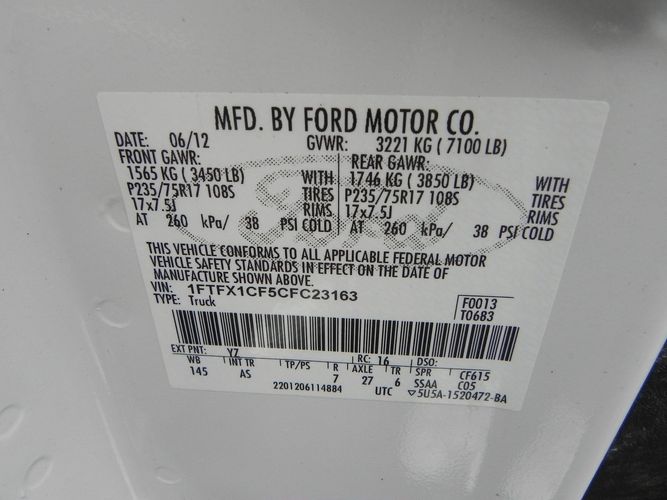 MFD. BY FORD MOTOR CO.
DATE: 06/12 GVWR: 3221 KG ( 7100 LB)
FRONT GAWR: REAR GAWR:
1565 KG ( 3450 LB) WITH 1746 KG ( 3850 LB) WITH
P235/75R17 108S TIRES P235/75R17 108S TIRES
17x7.5J RIMS 17x7.5J RIMS
AT 260 kPa/ 38 PSI COLD AT 260 kPa/ 38 PSI COLD
THIS VEHICLE CONFORMS TO ALL APPLICABLE FEDERAL MOTOR
VEHICLE SAFETY STANDARDS IN EFFECT ON THE DATE OF
MANUFACTURE SHOWN ABOVE.
VIN: 1FTFX1CF5CFC23163 F0013
TYPE: Truck T0683
EXT PNT: YZ RC: 16 DSO:
WB INT TR TP/PS R AXLE TR SPR CF615
145 AS 7 27 6 SSAA C05
2201206114884 UTC ▽5U5A-1520472-BA